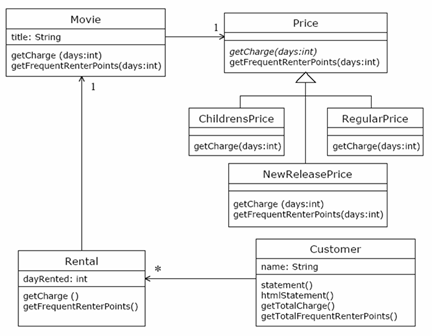 Movie
title: String
getCharge (days:int)
getFrequentRenterPoints(days:int)
1
Price
getCharge(days:int)
getFrequentRenterPoints(days:int)
1
ChildrensPrice
getCharge(days:int)
RegularPrice
getCharge(days:int)
NewReleasePrice
getCharge (days:int)
getFrequentRenterPoints(days:int)
Rental
dayRented: int
getCharge ()
getFrequentRenterPoints()
*
Customer
name: String
statement()
htmlStatement()
getTotalCharge()
getTotalFrequentRenterPoints()